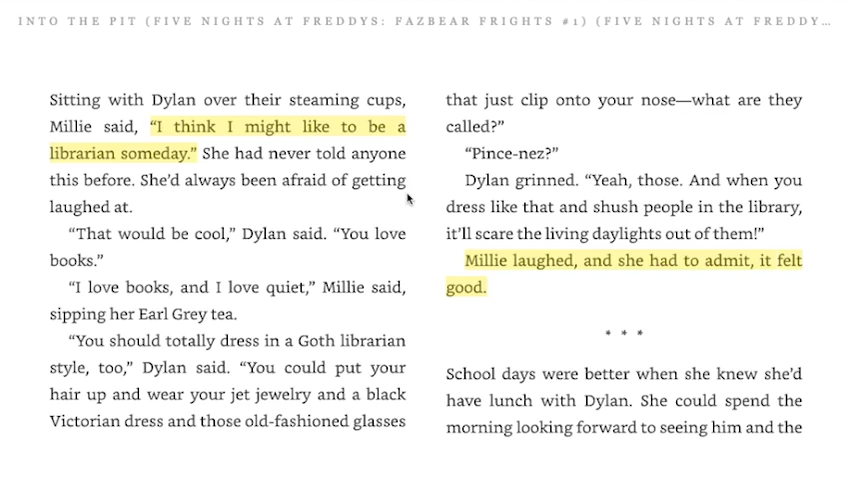 INTO THE PIT (FIVE NIGHTS AT FREDDYS: FAZBEAR FRIGHTS #1) (FIVE NIGHTS AT FREDDY...
Sitting with Dylan over their steaming cups,
Millie said, “I think I might like to be a
librarian someday.” She had never told anyone
this before. She’d always been afraid of getting
laughed at.
“That would be cool,” Dylan said. “You love
books.”
“I love books, and I love quiet,” Millie said,
sipping her Earl Grey tea.
“You should totally dress in a Goth librarian
style, too,” Dylan said. “You could put your
hair up and wear your jet jewelry and a black
Victorian dress and those old-fashioned glasses
that just clip onto your nose—what are they
called?”
“Pince-nez?”
Dylan grinned. “Yeah, those. And when you
dress like that and shush people in the library,
it’ll scare the living daylights out of them!”
Millie laughed, and she had to admit, it felt
good.
* * *
School days were better when she knew she’d
have lunch with Dylan. She could spend the
morning looking forward to seeing him and the